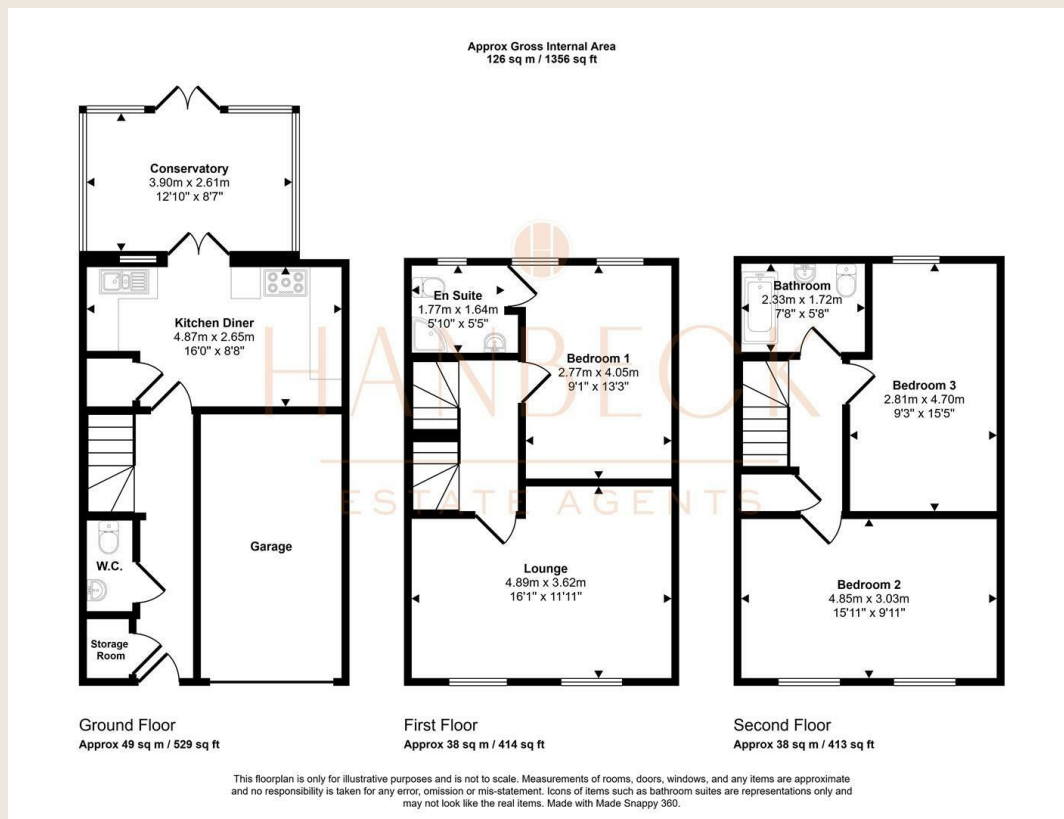 Approx Gross Internal Area
126 sq m / 1356 sq ft
Conservatory
3.90m x 2.61m
12'10" x 8'7"
Kitchen Diner
4.87m x 2.65m
16'0" x 8'8"
W.C.
Storage
Room
Garage
Ground Floor
Approx 49 sq m / 529 sq ft
En Suite
1.77m x 1.64m
5'10" x 5'5"
Bedroom 1
2.77m x 4.05m
9'1" x 13'3"
Lounge
4.89m x 3.62m
16'1" x 11'11"
First Floor
Approx 38 sq m / 414 sq ft
Bathroom
2.33m x 1.72m
7'8" x 5'8"
Bedroom 3
2.81m x 4.70m
9'3" x 15'5"
Bedroom 2
4.85m x 3.03m
15'11" x 9'11"
Second Floor
Approx 38 sq m / 413 sq ft
H
HANBECK
ESTATE AGENTS
This floorplan is only for illustrative purposes and is not to scale. Measurements of rooms, doors, windows, and any items are approximate
and no responsibility is taken for any error, omission or mis-statement. Icons of items such as bathroom suites are representations only and
may not look like the real items. Made with Made Snappy 360.